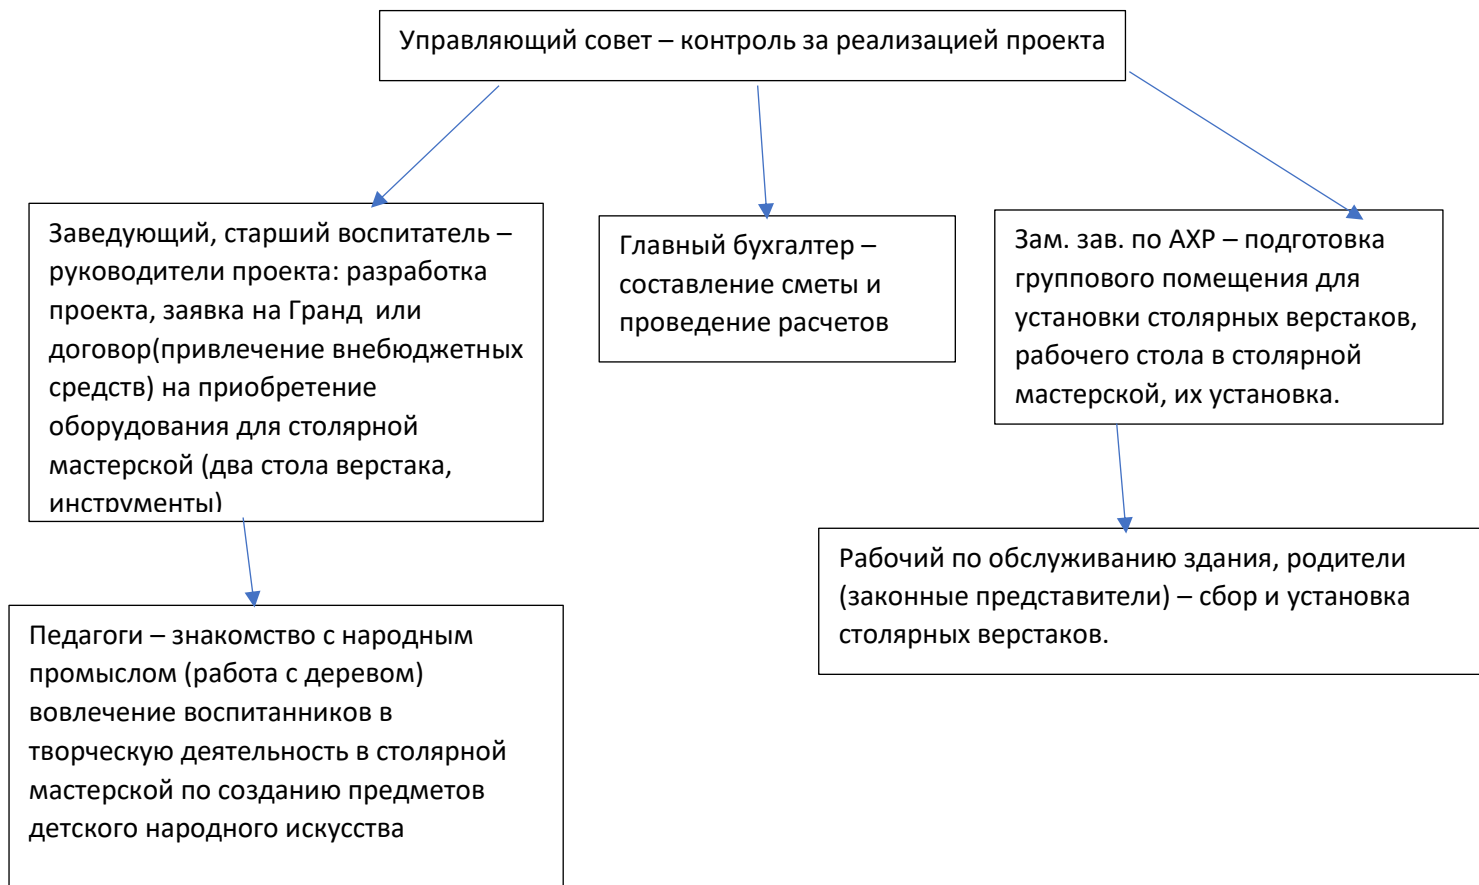 Управляющий совет – контроль за реализацией проекта
Заведующий, старший воспитатель –
руководители проекта: разработка
проекта, заявка на Гранд  или
договор(привлечение внебюджетных
средств) на приобретение
оборудования для столярной
мастерской (два стола верстака,
инструменты)
Главный бухгалтер –
составление сметы и
проведение расчетов
Зам. зав. по АХР – подготовка
группового помещения для
установки столярных верстаков,
рабочего стола в столярной
мастерской, их установка.
Рабочий по обслуживанию здания, родители
(законные представители) – сбор и установка
столярных верстаков.
Педагоги – знакомство с народным
промыслом (работа с деревом)
вовлечение воспитанников в
творческую деятельность в столярной
мастерской по созданию предметов
детского народного искусства